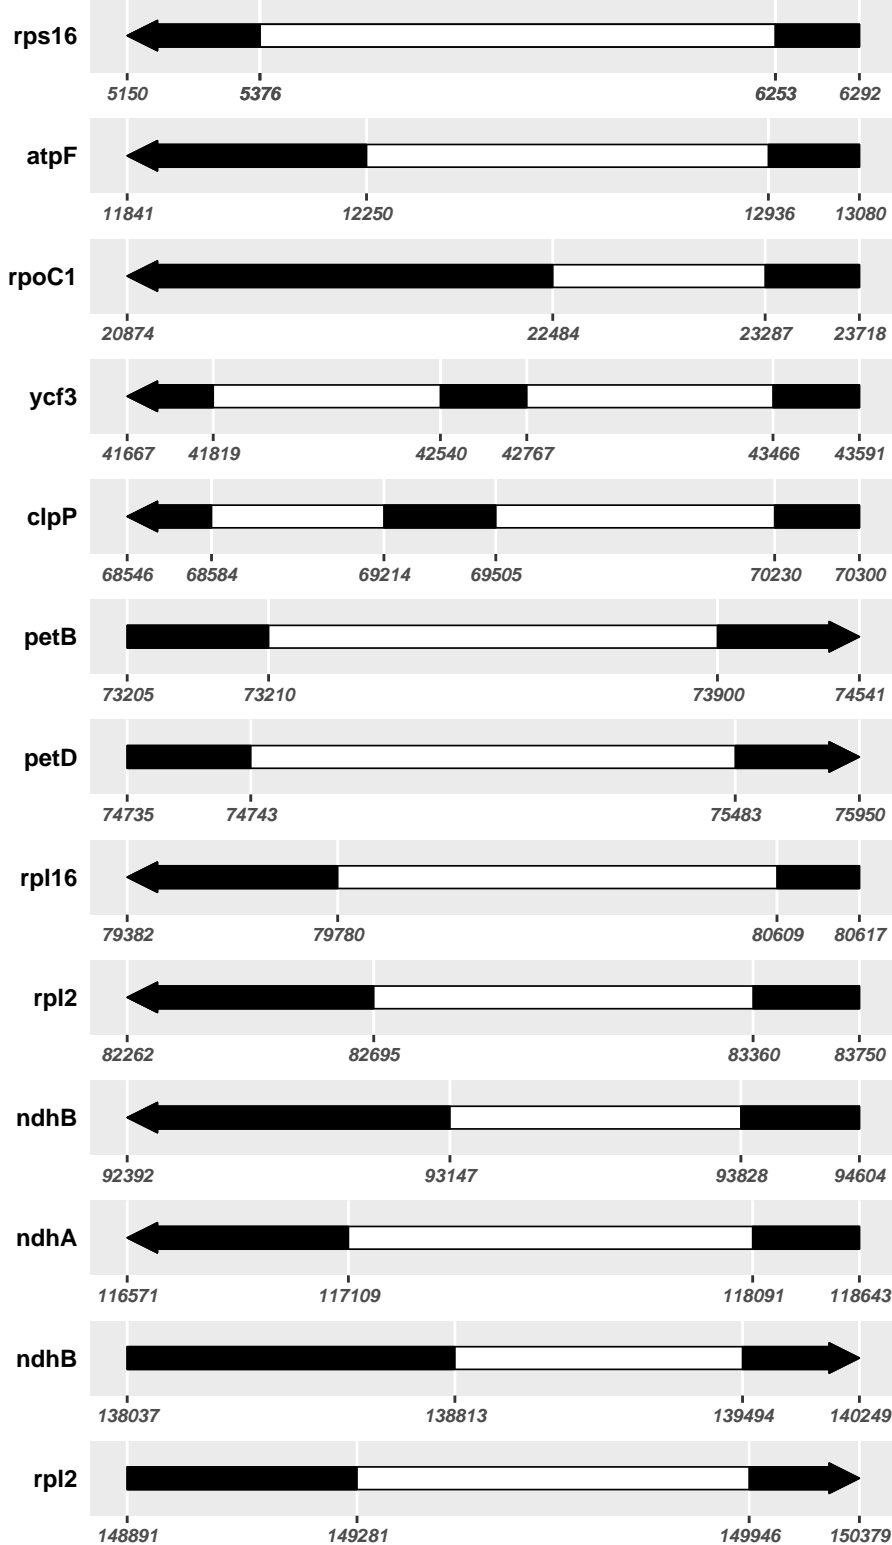 rps16
5150 5376 6253 6292
atpF
11841 12250 12936 13080
rpoC1
20874 22484 23287 23718
ycf3
41667 41819 42540 42767 43466 43591
clpP
68546 68584 69214 69505 70230 70300
petB
73205 73210 73900 74541
petD
74735 74743 75483 75950
rpl16
79382 79780 80609 80617
rpl2
82262 82695 83360 83750
ndhB
92392 93147 93828 94604
ndhA
116571 117109 118091 118643
ndhB
138037 138813 139494 140249
rpl2
148891 149281 149946 150379